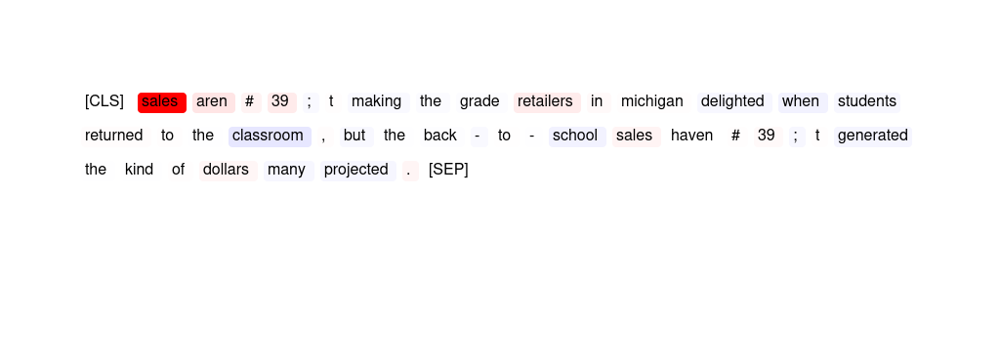 [CLS] sales aren # 39 ; t making the grade retailers in michigan delighted when students
returned to the classroom , but the back - to - school sales haven # 39 ; t generated
the kind of dollars many projected . [SEP]